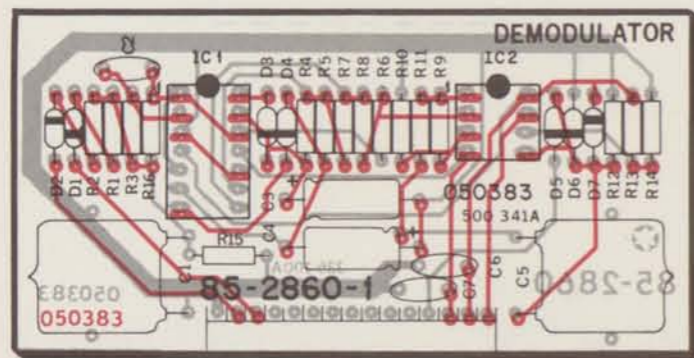 DEMODULATOR
C2
IC1
D3
D4
R4
R5
R7
R8
R6
R10
R11
R9
IC2
D2
D1
R2
R1
R3
R16
D5
D6
D7
R12
R13
R14
C3
050383
500 341A
C4
R15
C1
C7
C6
C5
85-2860
85-2860-1
050383
050383